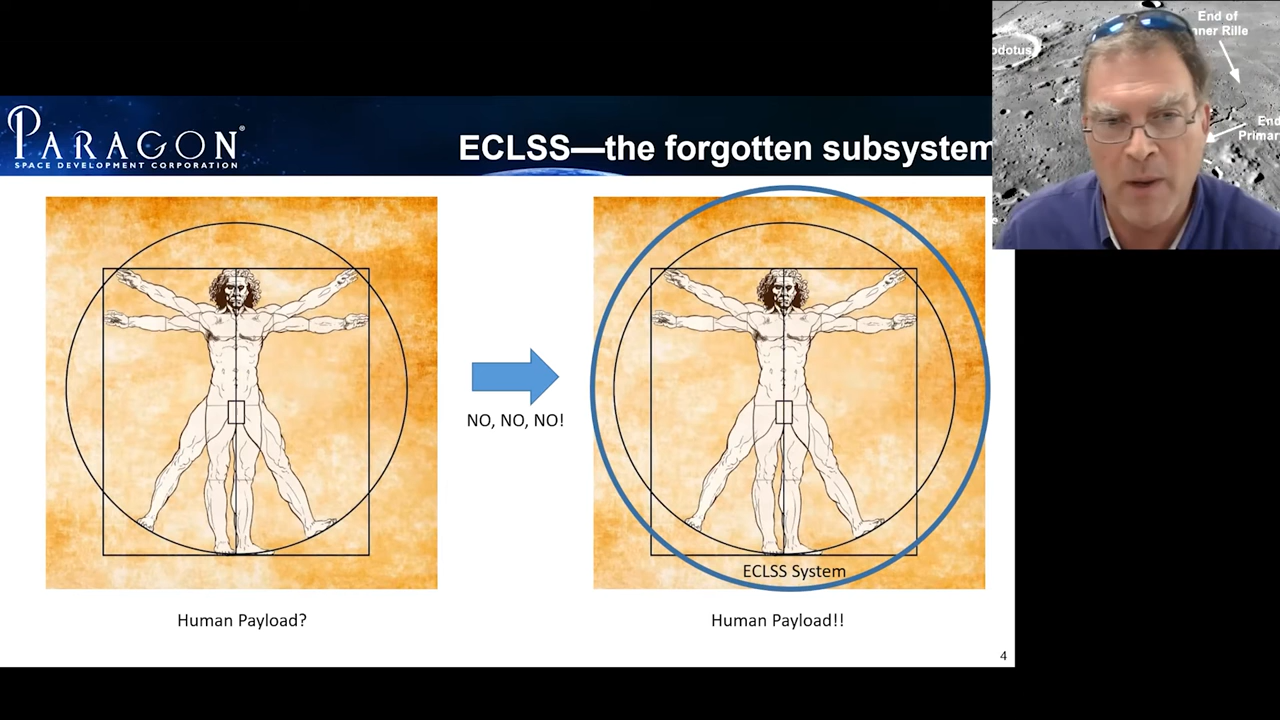 PARAGON®
SPACE DEVELOPMENT CORPORATION
ECLSS—the forgotten subsystem
NO, NO, NO!
ECLSS System
Human Payload?
Human Payload!!
4
End of
nner Rille
odotus
End
Primar